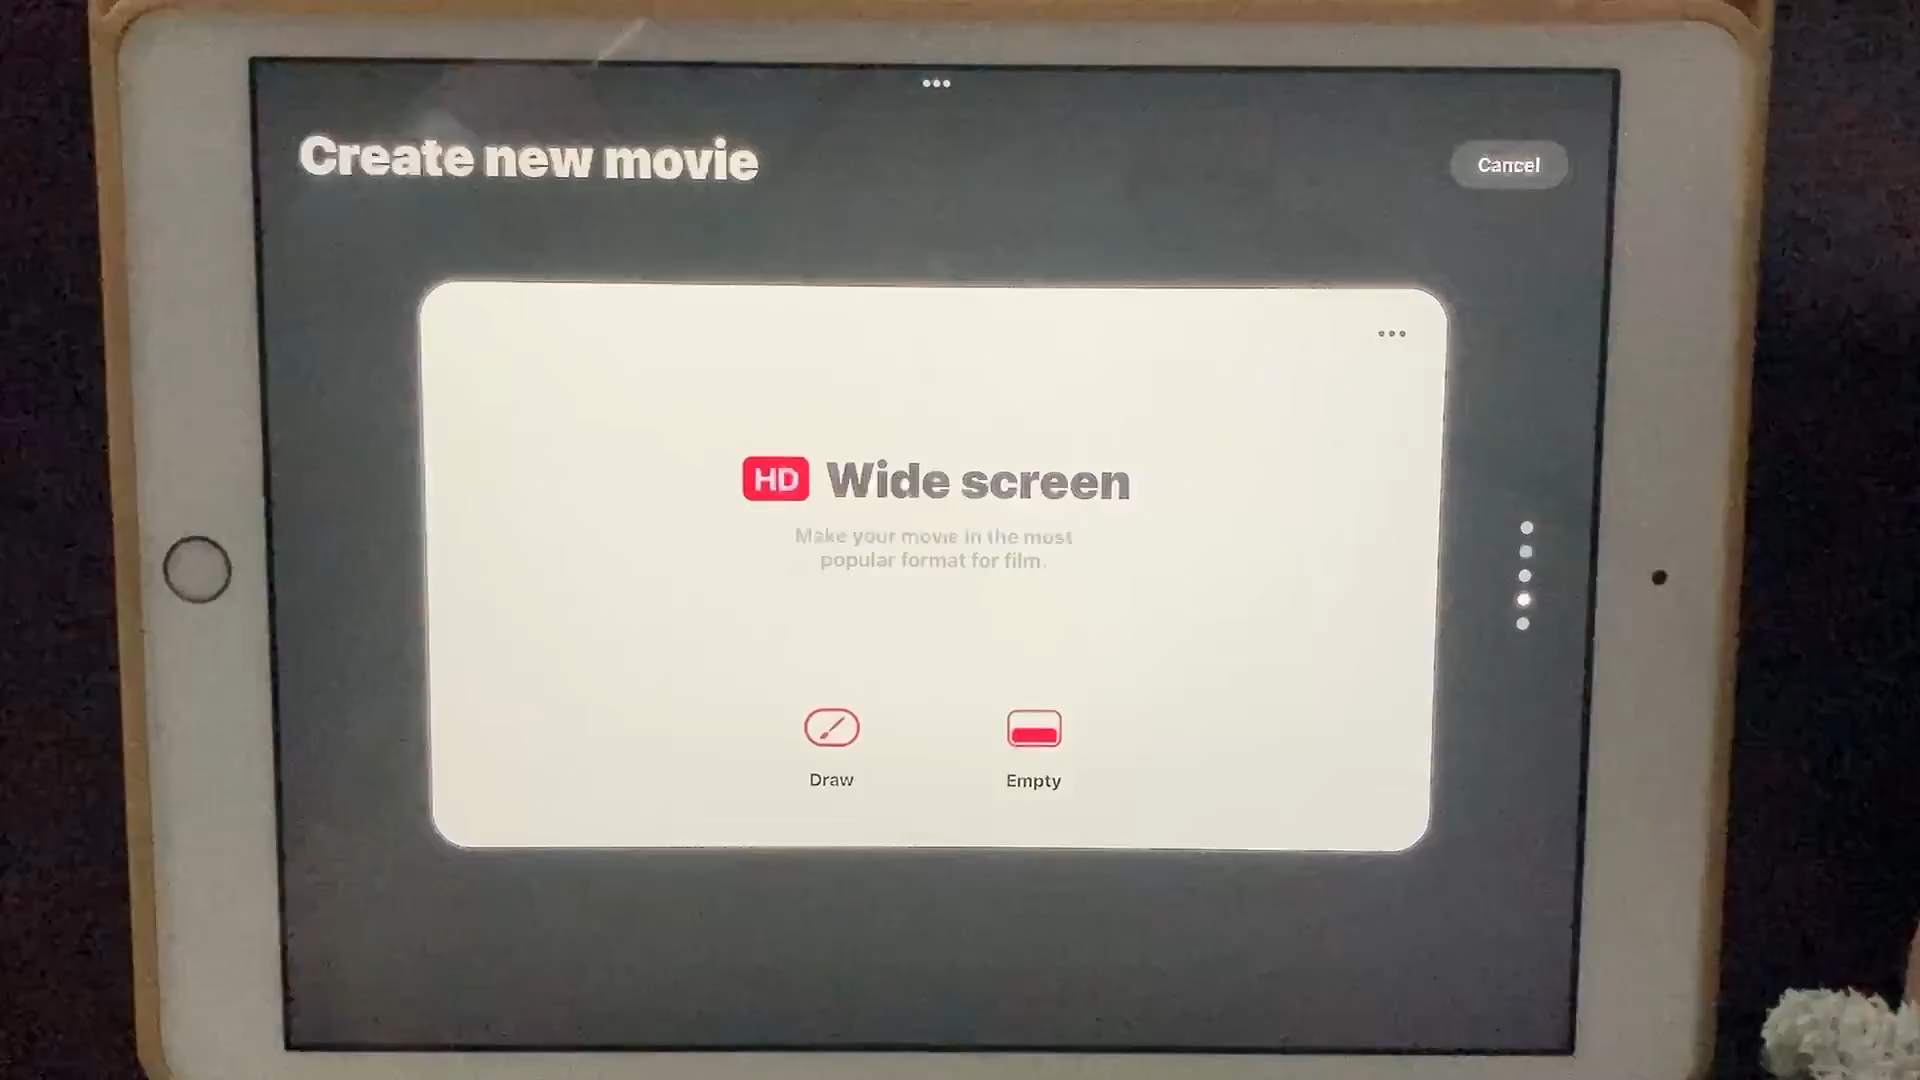 Create new movie
Cancel
HD Wide screen
Make your movie in the most
popular format for film.
Draw
Empty